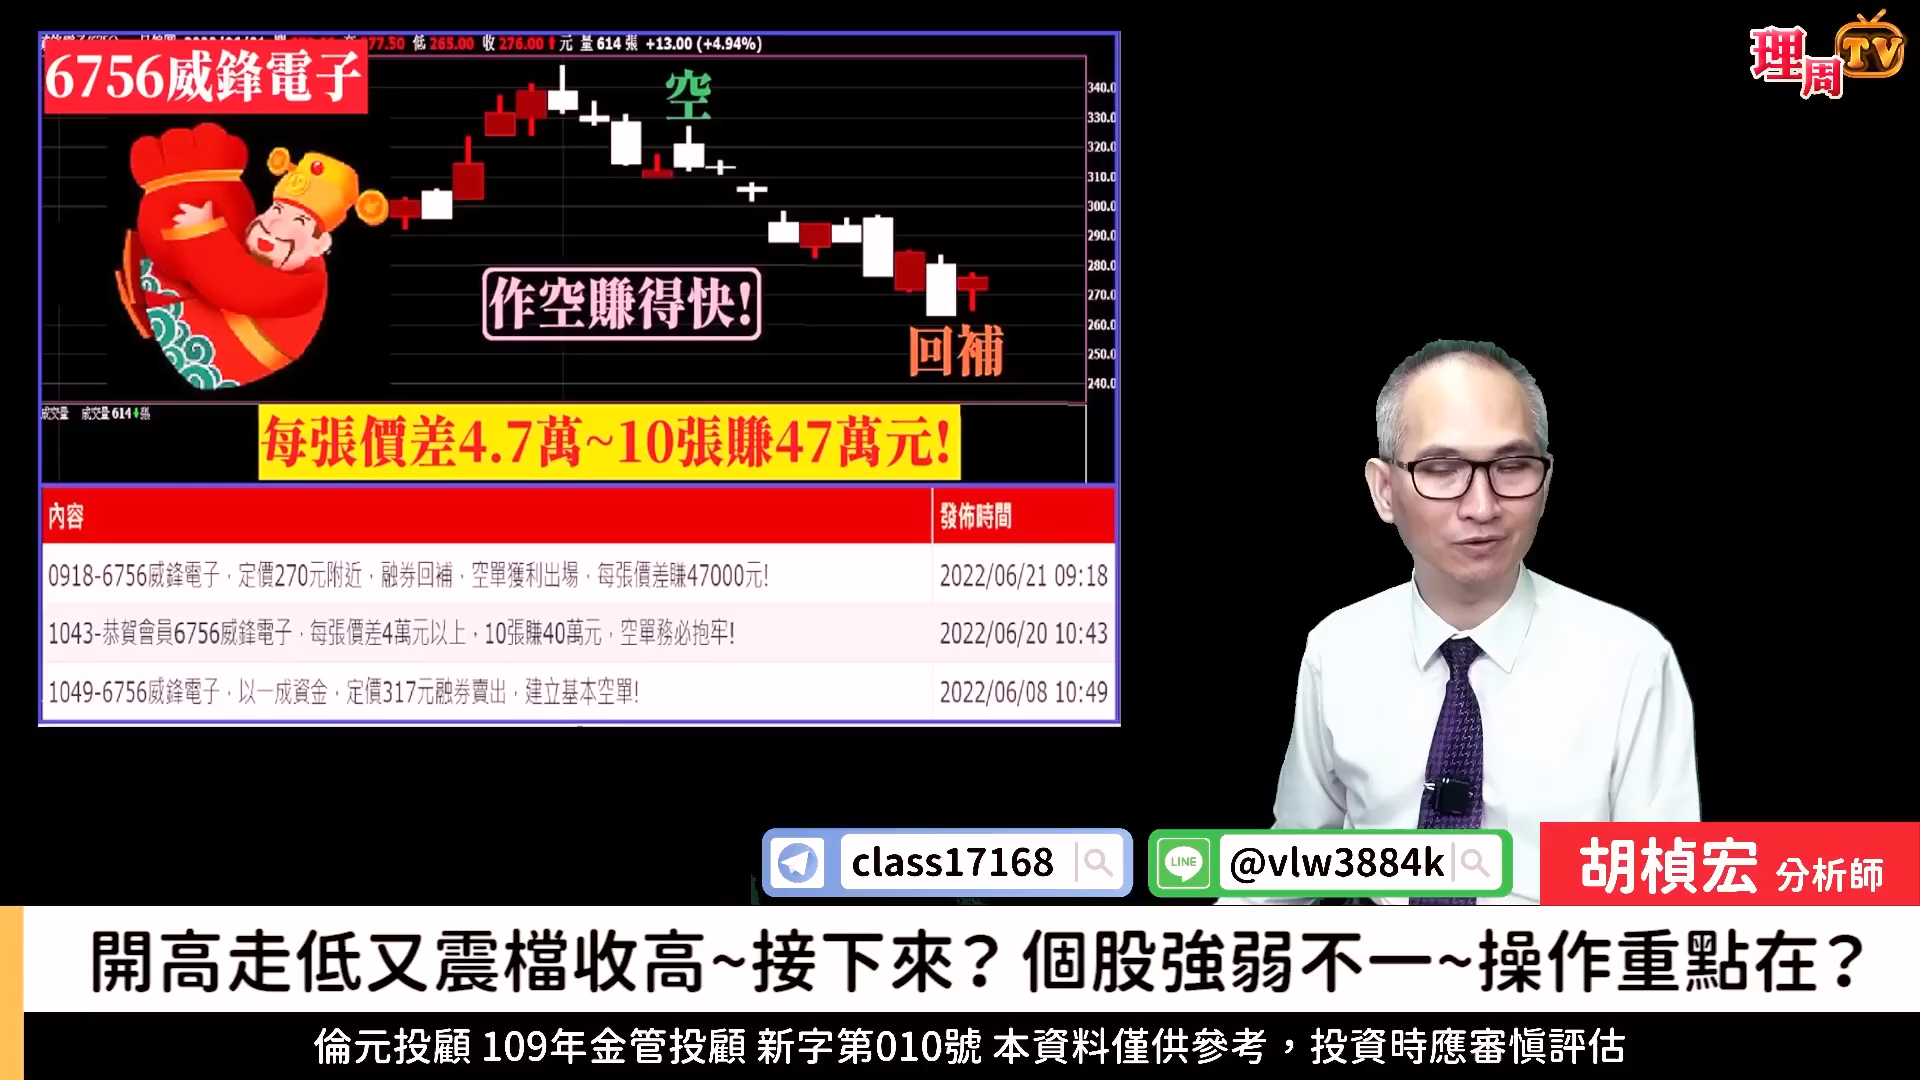 理周TV
低 265.00 收 276.00 元 量 614 張 +13.00 (+4.94%)
6756威鋒電子
空
340.0
330.0
320.0
310.0
300.0
290.0
280.0
270.0
260.0
250.0
240.0
作空賺得快!
回補
成交量 成交量 614 張
每張價差4.7萬~10張賺47萬元!
內容 發佈時間
0918-6756威鋒電子，定價270元附近，融券回補，空單獲利出場，每張價差賺47000元! 2022/06/21 09:18
1043-恭賀會員6756威鋒電子，每張價差4萬元以上，10張賺40萬元，空單務必抱牢! 2022/06/20 10:43
1049-6756威鋒電子，以一成資金，定價317元融券賣出，建立基本空單! 2022/06/08 10:49
class17168
LINE @vlw3884k
胡楨宏 分析師
開高走低又震檔收高~接下來? 個股強弱不一~操作重點在?
倫元投顧 109年金管投顧 新字第010號 本資料僅供參考，投資時應審慎評估